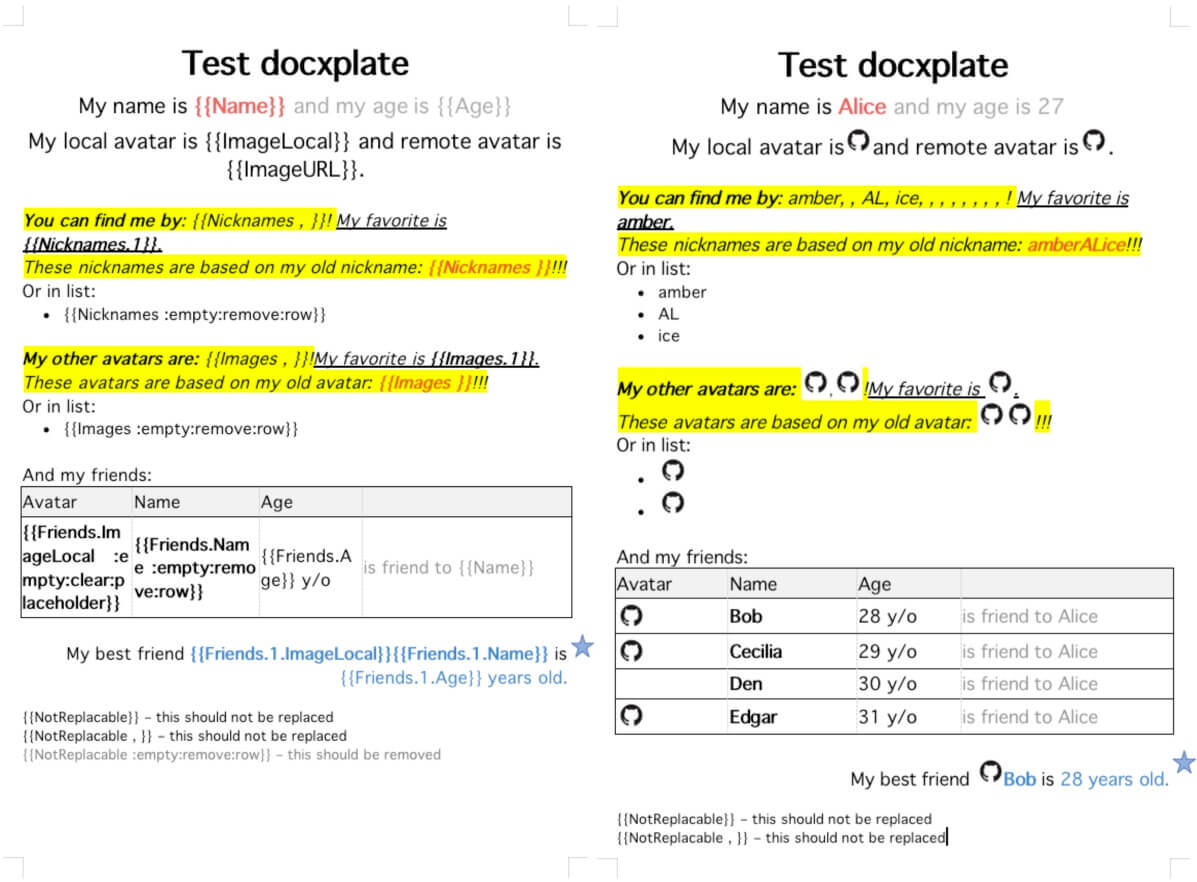 Test docxplate
My name is {{Name}} and my age is {{Age}}
My local avatar is {{ImageLocal}} and remote avatar is
{{ImageURL}}.
You can find me by: {{Nicknames , }}! My favorite is
{{Nicknames.1}}.
These nicknames are based on my old nickname: {{Nicknames }}!!!
Or in list:
• {{Nicknames :empty:remove:row}}
My other avatars are: {{Images , }}!My favorite is {{Images.1}}.
These avatars are based on my old avatar: {{Images }}!!!
Or in list:
• {{Images :empty:remove:row}}
And my friends:
Avatar Name Age
{{Friends.Im
ageLocal :e
mpty:clear:p
laceholder}}
{{Friends.Nam
e :empty:remo
ve:row}}
{{Friends.A
ge}} y/o
is friend to {{Name}}
My best friend {{Friends.1.ImageLocal}}{{Friends.1.Name}} is
{{Friends.1.Age}} years old.
{{NotReplacable}} – this should not be replaced
{{NotReplacable , }} – this should not be replaced
{{NotReplacable :empty:remove:row}} – this should be removed
Test docxplate
My name is Alice and my age is 27
My local avatar is and remote avatar is .
You can find me by: amber, , AL, ice, , , , , , , , ! My favorite is
amber.
These nicknames are based on my old nickname: amberALice!!!
Or in list:
• amber
• AL
• ice
My other avatars are: , !My favorite is .
These avatars are based on my old avatar: !!!
Or in list:
•
•
And my friends:
Avatar Name Age
Bob 28 y/o is friend to Alice
Cecilia 29 y/o is friend to Alice
Den 30 y/o is friend to Alice
Edgar 31 y/o is friend to Alice
My best friend Bob is 28 years old.
{{NotReplacable}} – this should not be replaced
{{NotReplacable , }} – this should not be replaced